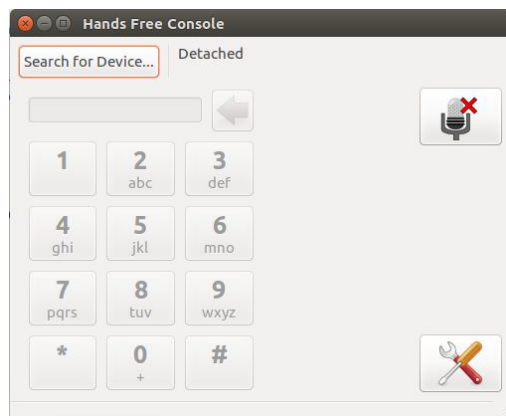 Hands Free Console
Search for Device...
Detached
1 2 3
abc def
4 5 6
ghi jkl mno
7 8 9
pqrs tuv wxyz
* 0 #
+